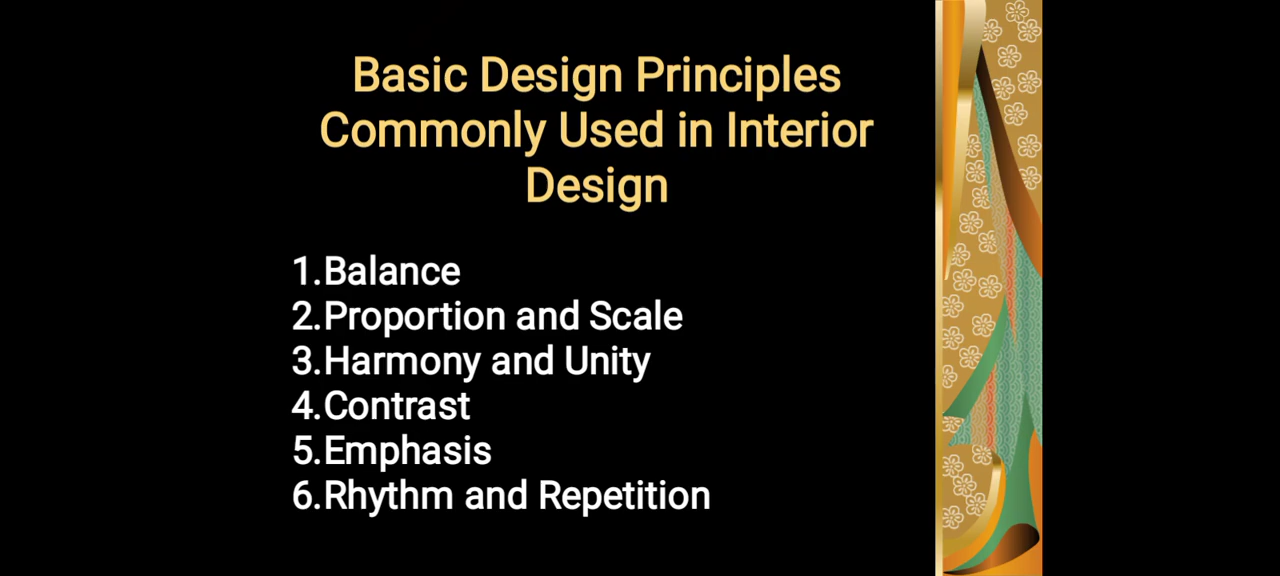 Basic Design Principles
Commonly Used in Interior
Design
1.Balance
2.Proportion and Scale
3.Harmony and Unity
4.Contrast
5.Emphasis
6.Rhythm and Repetition